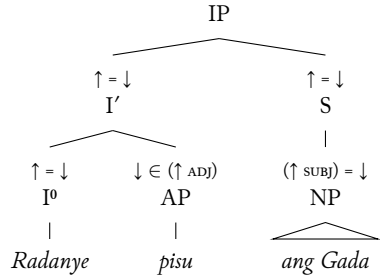 IP
↑ = ↓ ↑ = ↓
I′ S
↑ = ↓ ↓ ∈ (↑ ADJ) (↑ SUBJ) = ↓
I⁰ AP NP
Radanye pisu ang Gada